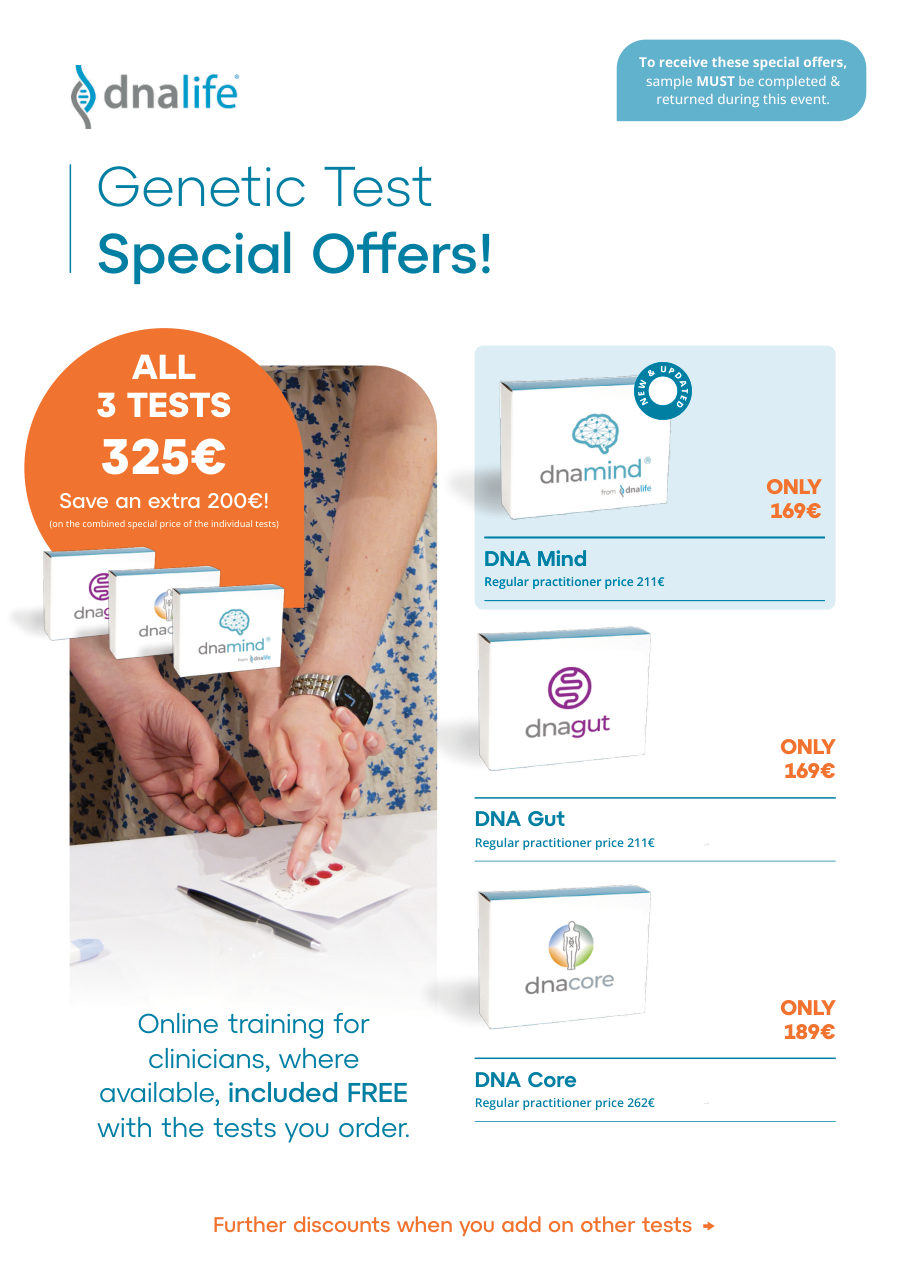 dnalife®
To receive these special offers,
sample MUST be completed &
returned during this event.
Genetic Test
Special Offers!
ALL
3 TESTS
325€
Save an extra 200€!
(on the combined special price of the individual tests)
dnag
dnac
dnamind®
from dnalife
NEW & UPDATED
dnamind®
from dnalife
ONLY
169€
DNA Mind
Regular practitioner price 211€
dnagut
ONLY
169€
DNA Gut
Regular practitioner price 211€
dnacore
ONLY
189€
DNA Core
Regular practitioner price 262€
Online training for
clinicians, where
available, included FREE
with the tests you order.
Further discounts when you add on other tests →